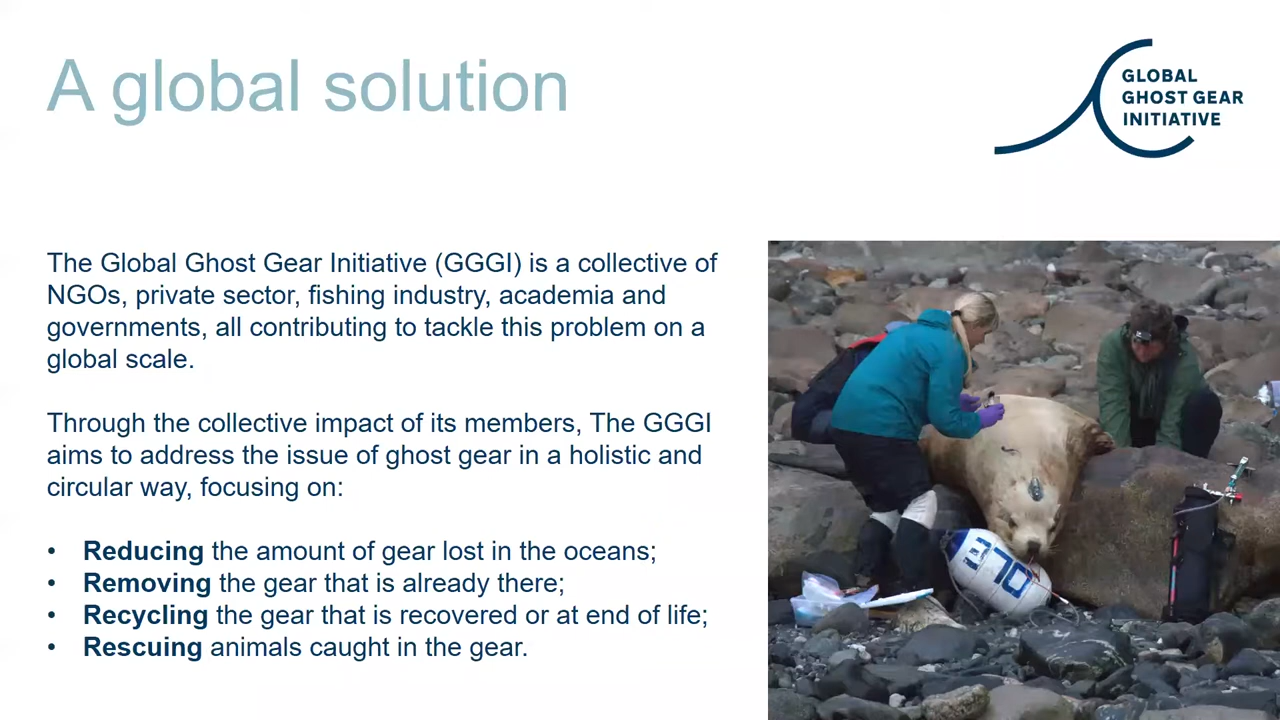 A global solution
GLOBAL
GHOST GEAR
INITIATIVE
The Global Ghost Gear Initiative (GGGI) is a collective of
NGOs, private sector, fishing industry, academia and
governments, all contributing to tackle this problem on a
global scale.
Through the collective impact of its members, The GGGI
aims to address the issue of ghost gear in a holistic and
circular way, focusing on:
• Reducing the amount of gear lost in the oceans;
• Removing the gear that is already there;
• Recycling the gear that is recovered or at end of life;
• Rescuing animals caught in the gear.